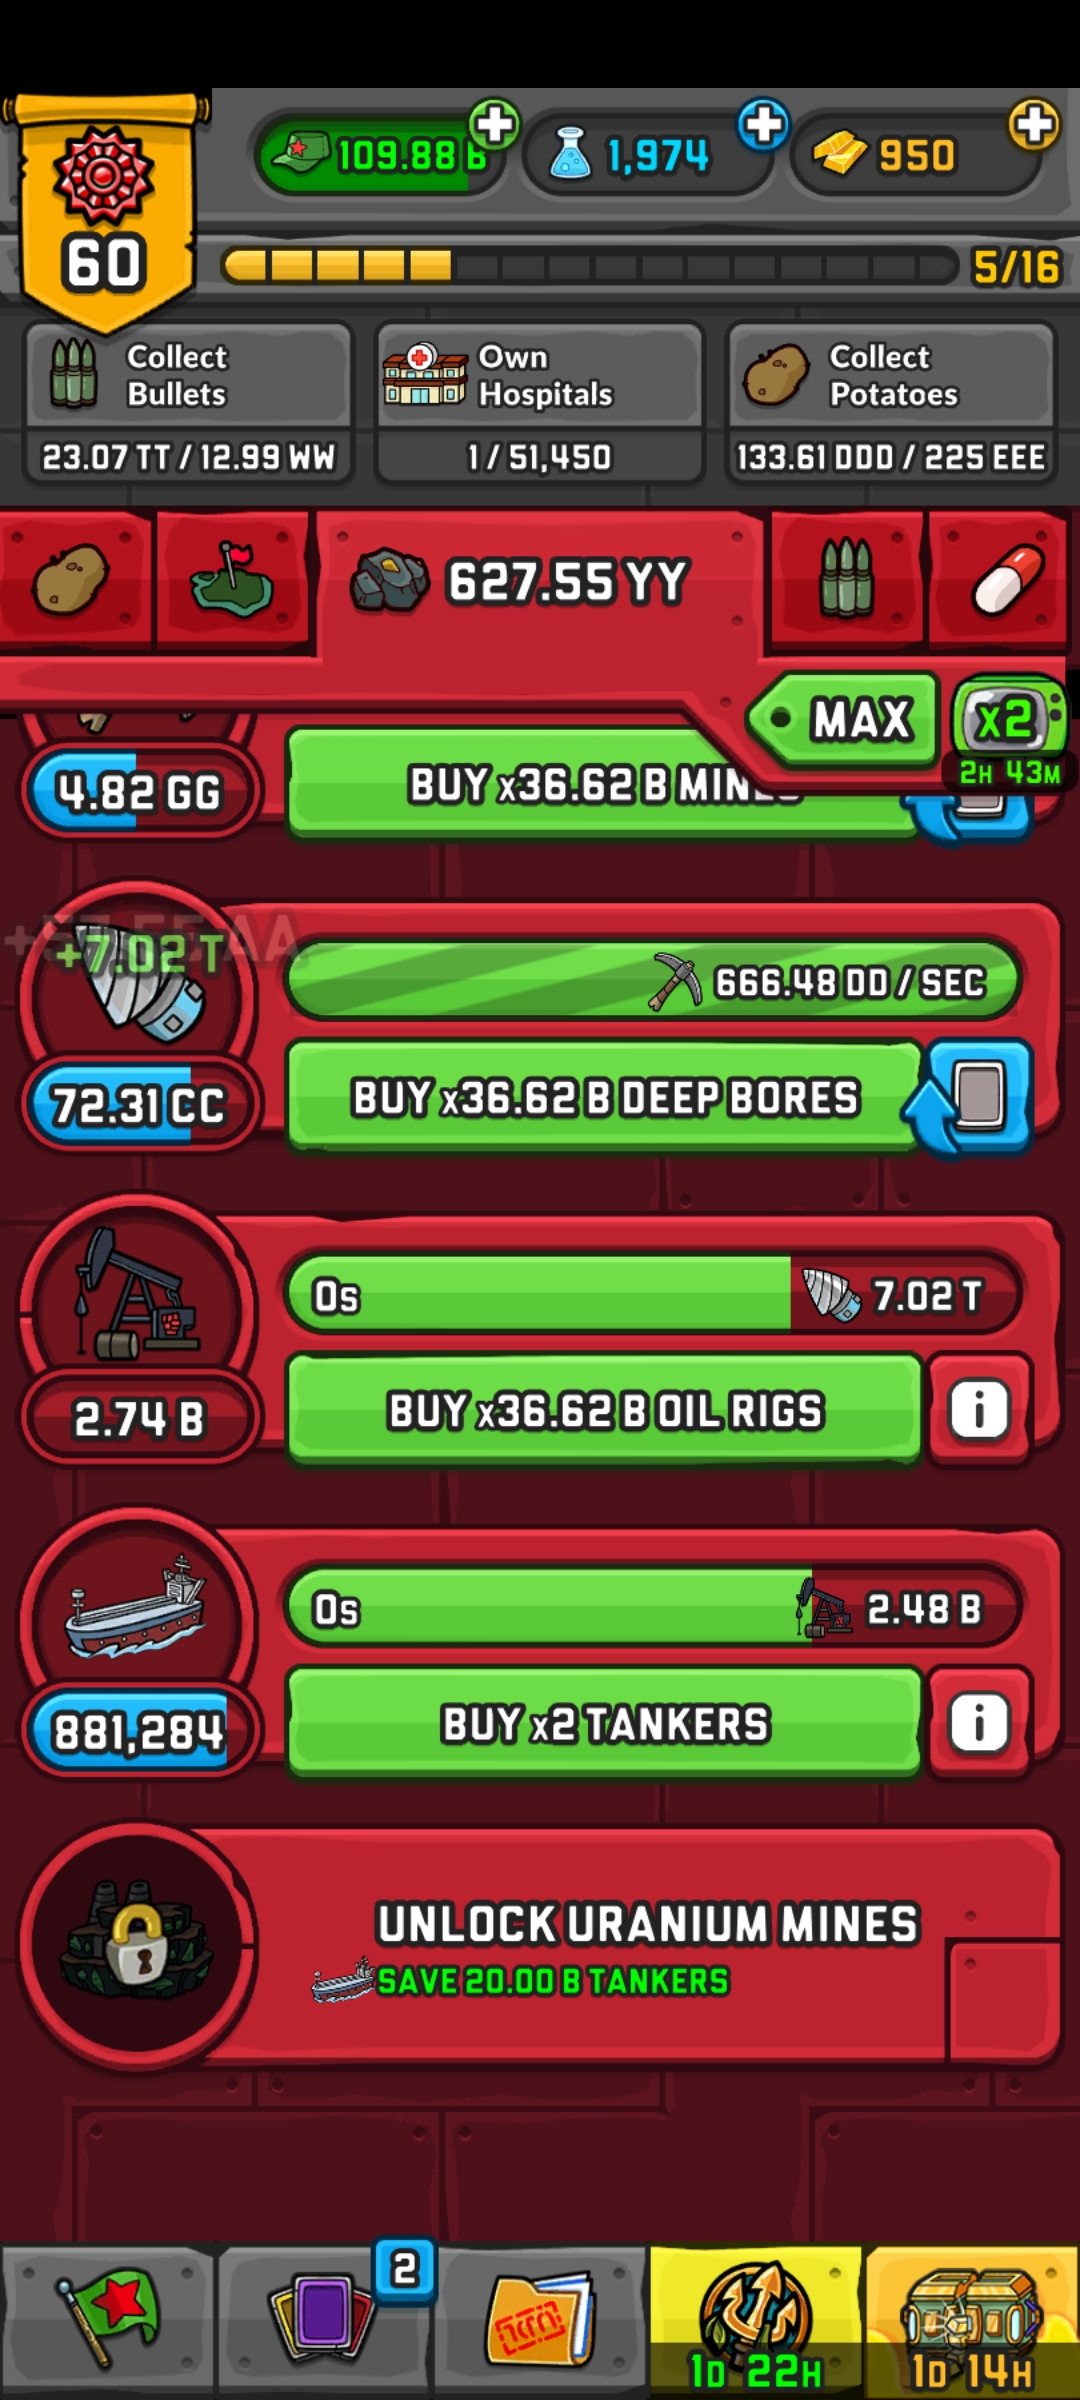 109.88 B
1,974
950
60
5/16
Collect
Bullets
23.07 TT / 12.99 WW
Own
Hospitals
1 / 51,450
Collect
Potatoes
133.61 DDD / 225 EEE
627.55 YY
MAX
x2
2H 43M
4.82 GG
BUY x36.62 B MINES
+7.02 T
666.48 DD / SEC
72.31 CC
BUY x36.62 B DEEP BORES
0s
7.02 T
2.74 B
BUY x36.62 B OIL RIGS
0s
2.48 B
881,284
BUY x2 TANKERS
UNLOCK URANIUM MINES
SAVE 20.00 B TANKERS
2
1D 22H
1D 14H